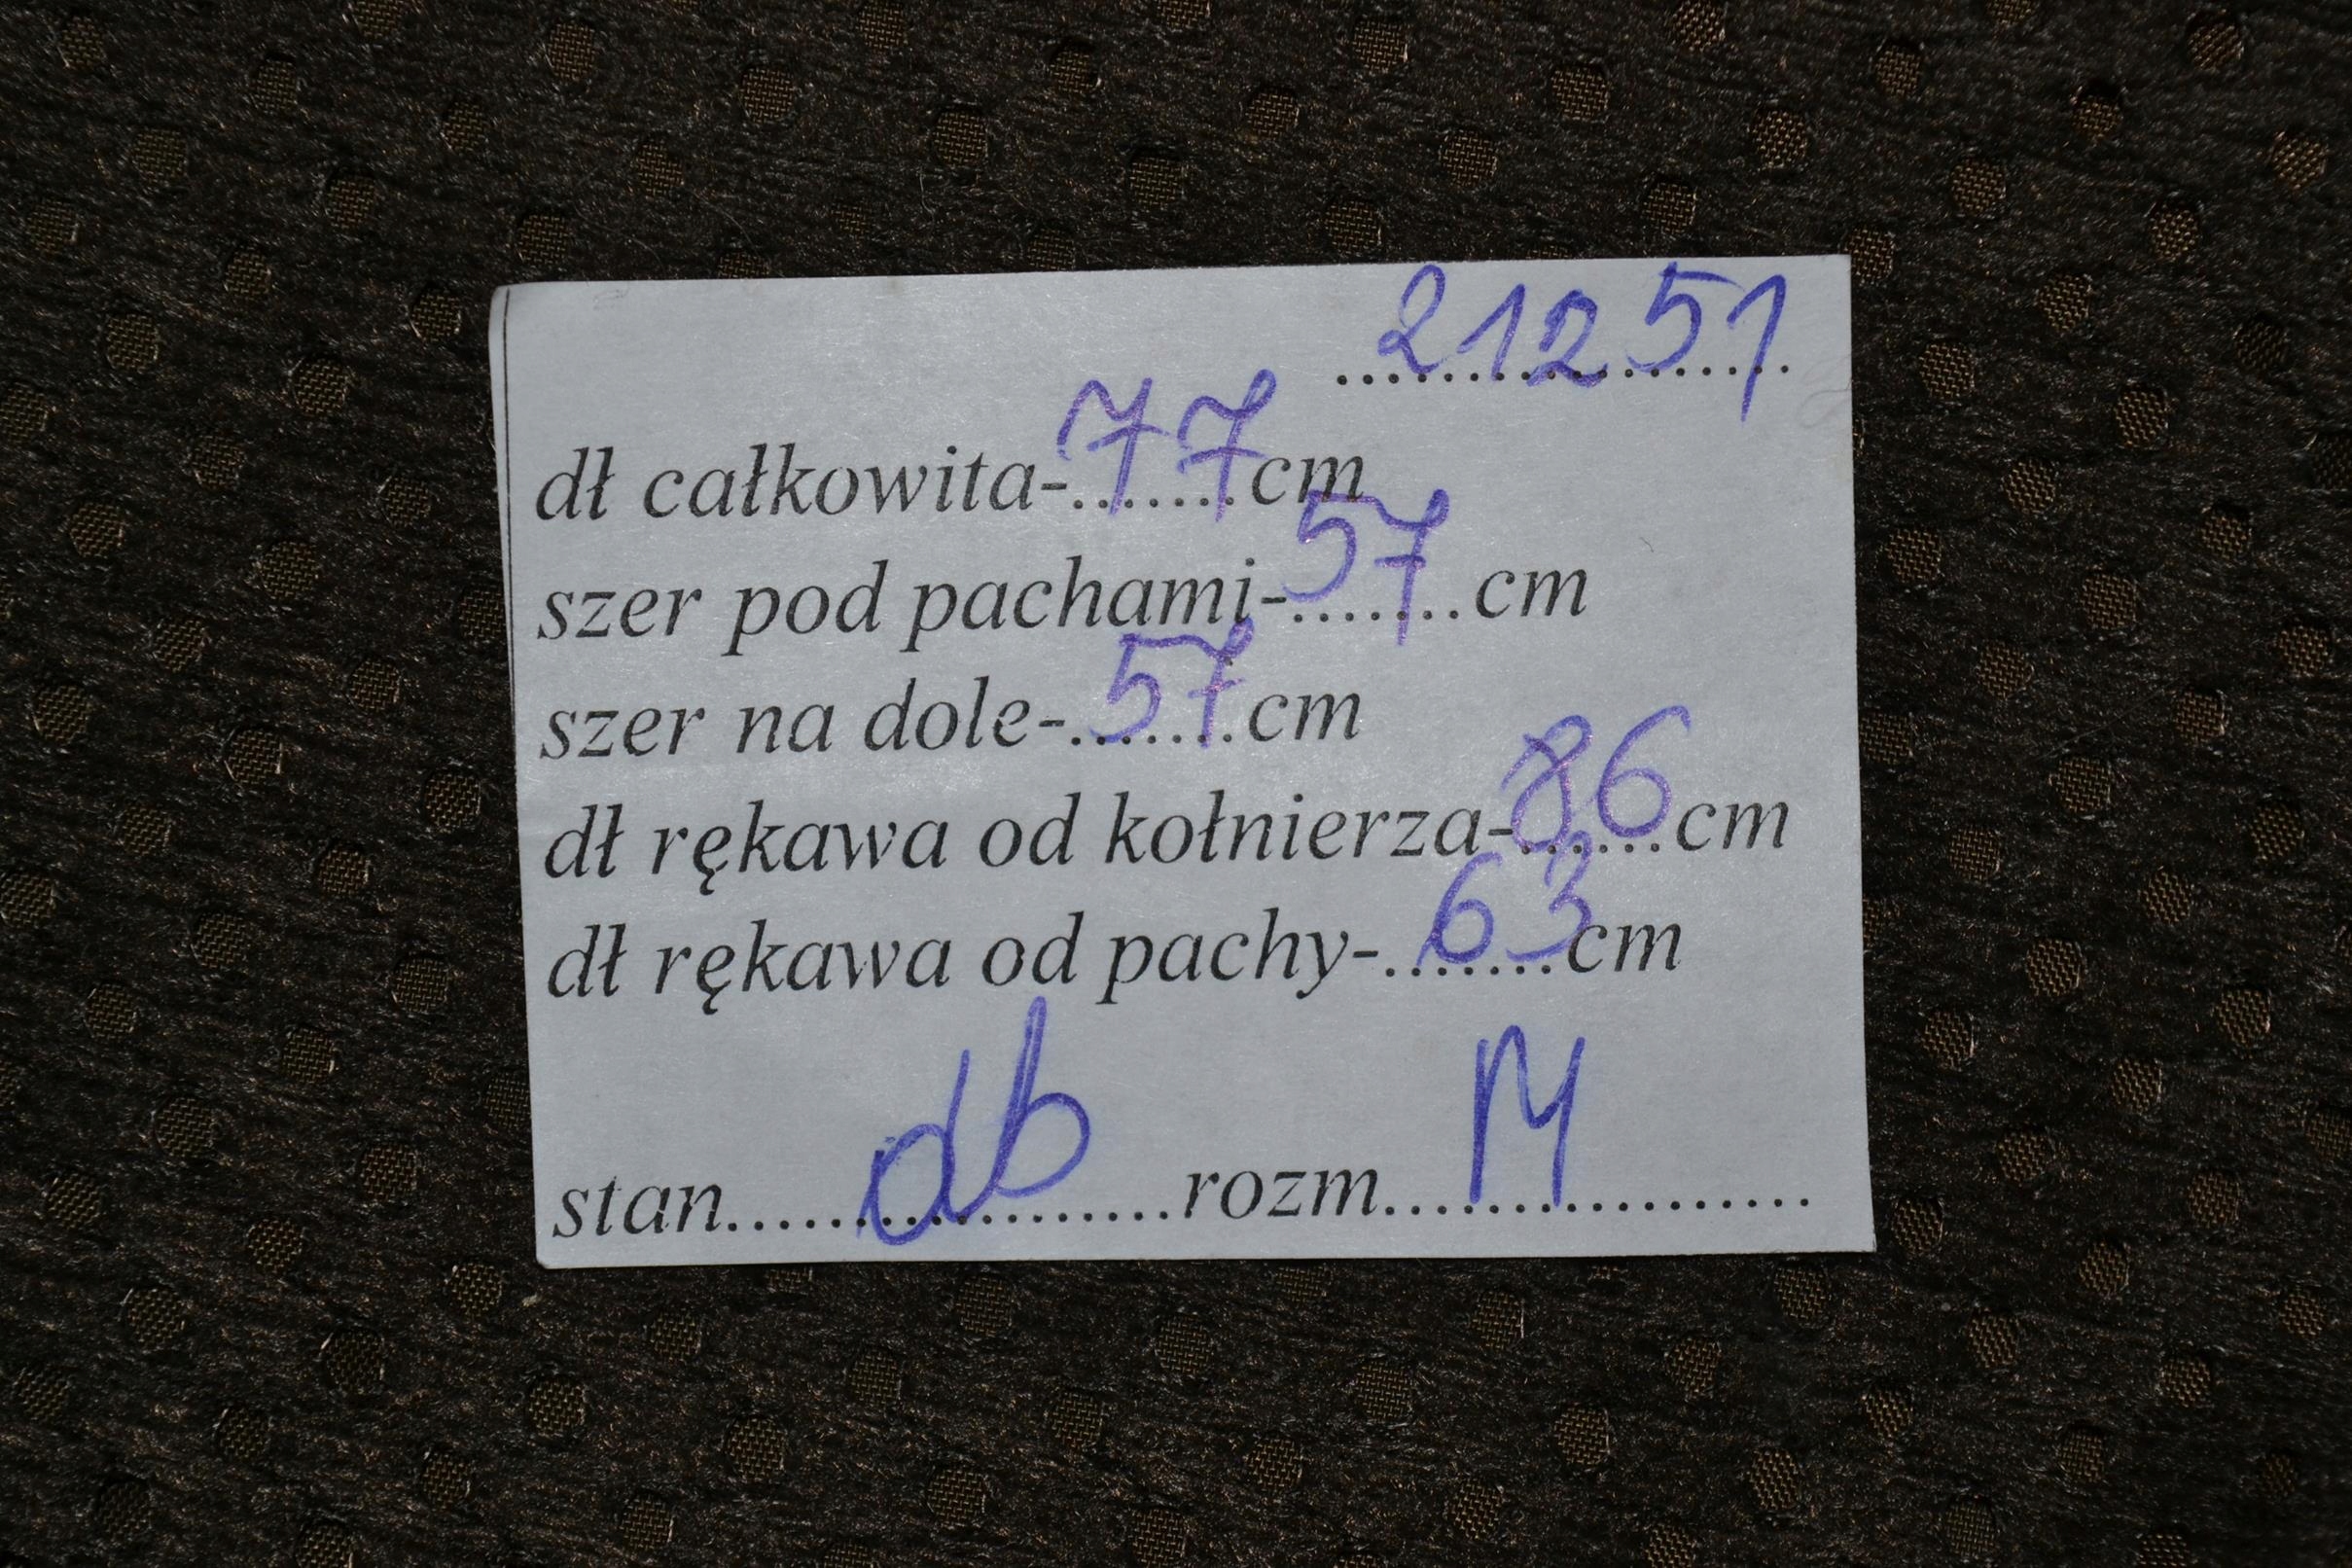 21251
dł całkowita-77cm
szer pod pachami-57cm
szer na dole-57cm
dł rękawa od kołnierza-86cm
dł rękawa od pachy-63cm
stan db rozm M